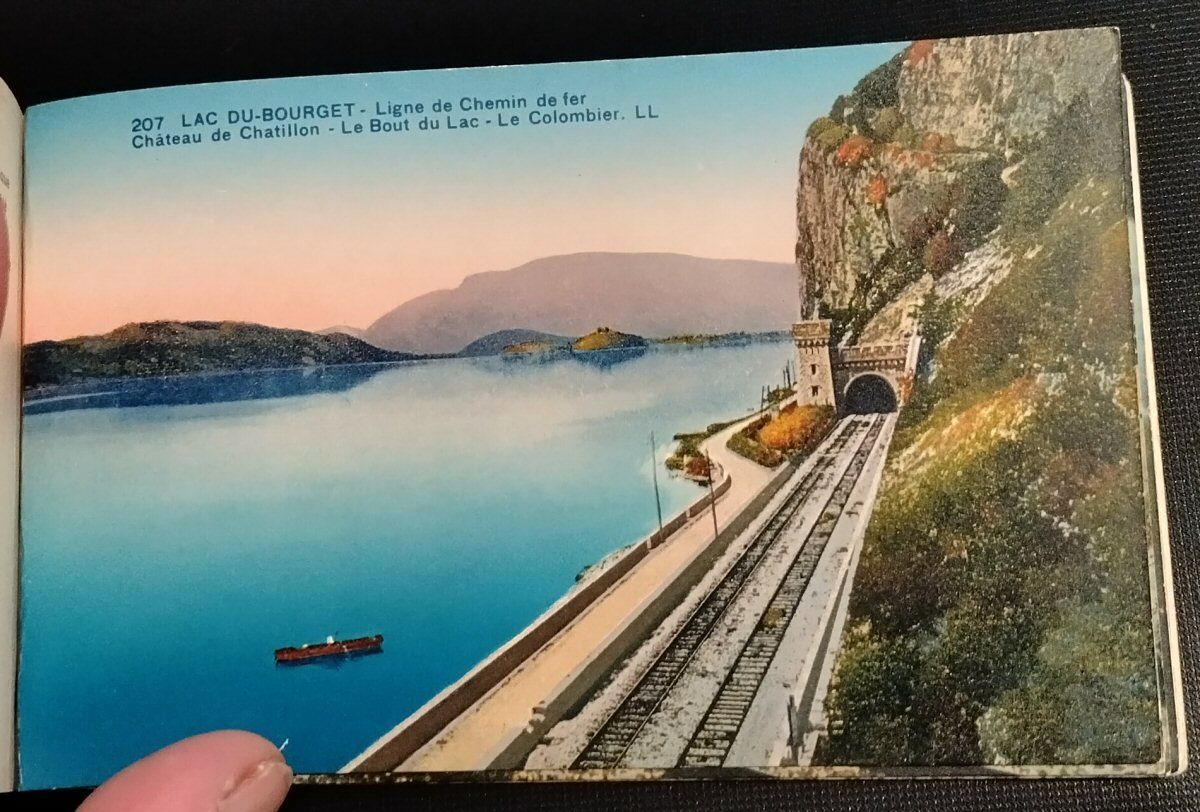 207 LAC DU-BOURGET - Ligne de Chemin de fer
Château de Chatillon - Le Bout du Lac - Le Colombier. LL